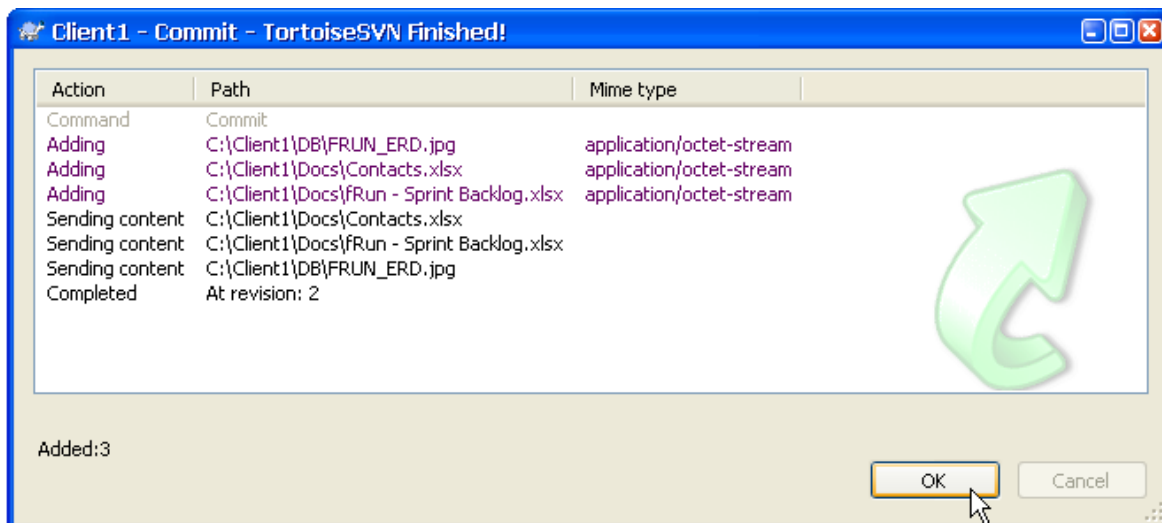 Client1 - Commit - TortoiseSVN Finished!
Action Path Mime type
Command Commit
Adding C:\Client1\DB\FRUN_ERD.jpg application/octet-stream
Adding C:\Client1\Docs\Contacts.xlsx application/octet-stream
Adding C:\Client1\Docs\fRun - Sprint Backlog.xlsx application/octet-stream
Sending content C:\Client1\Docs\Contacts.xlsx
Sending content C:\Client1\Docs\fRun - Sprint Backlog.xlsx
Sending content C:\Client1\DB\FRUN_ERD.jpg
Completed At revision: 2
Added:3
OK Cancel